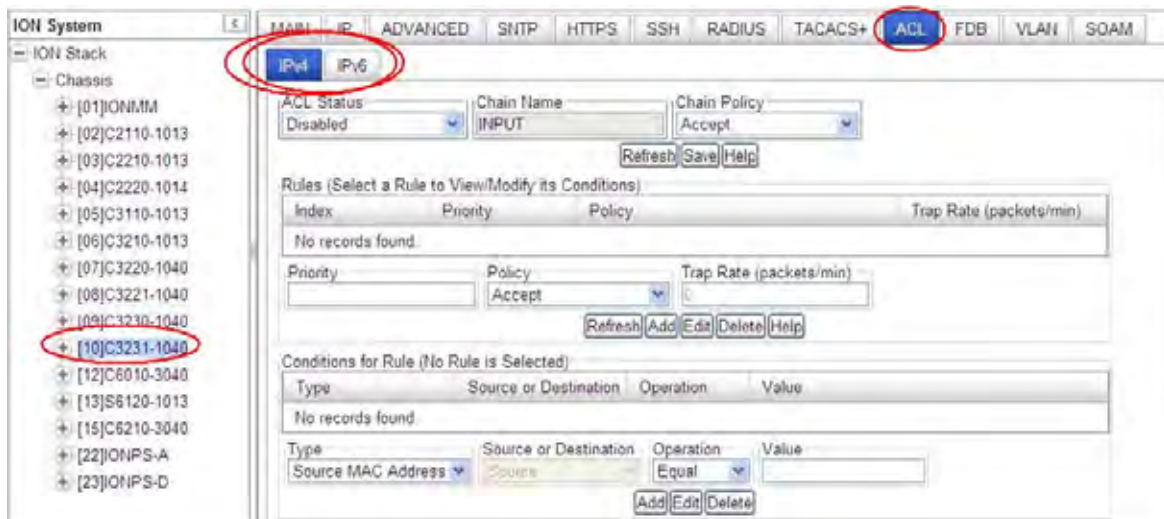 ION System
ION Stack
Chassis
[01]IONMM
[02]C2110-1013
[03]C2210-1013
[04]C2220-1014
[05]C3110-1013
[06]C3210-1013
[07]C3220-1040
[08]C3221-1040
[09]C3230-1040
[10]C3231-1040
[12]C6010-3040
[13]S6120-1013
[15]C6210-3040
[22]IONPS-A
[23]IONPS-D
MAIN IP ADVANCED SNTP HTTPS SSH RADIUS TACACS+ ACL FDB VLAN SOAM
IPv4 IPv6
ACL Status Chain Name Chain Policy
Disabled INPUT Accept
Refresh Save Help
Rules (Select a Rule to View/Modify its Conditions)
Index Priority Policy Trap Rate (packets/min)
No records found.
Priority Policy Trap Rate (packets/min)
Accept 0
Refresh Add Edit Delete Help
Conditions for Rule (No Rule is Selected)
Type Source or Destination Operation Value
No records found.
Type Source or Destination Operation Value
Source MAC Address Source Equal
Add Edit Delete